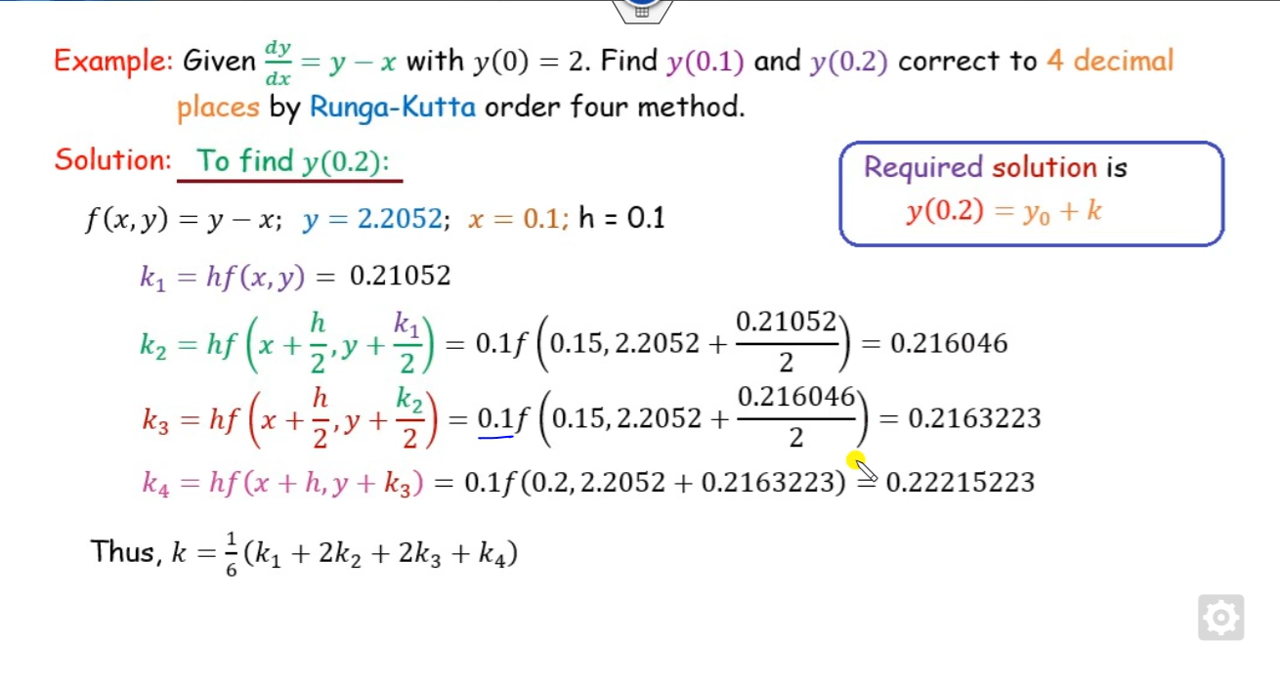 Example: Given dy/dx = y − x with y(0) = 2. Find y(0.1) and y(0.2) correct to 4 decimal
places by Runga-Kutta order four method.
Solution: To find y(0.2):
Required solution is
y(0.2) = y₀ + k
f(x, y) = y − x; y = 2.2052; x = 0.1; h = 0.1
k₁ = hf(x, y) = 0.21052
k₂ = hf(x + h/2, y + k₁/2) = 0.1f(0.15, 2.2052 + 0.21052/2) = 0.216046
k₃ = hf(x + h/2, y + k₂/2) = 0.1f(0.15, 2.2052 + 0.216046/2) = 0.2163223
k₄ = hf(x + h, y + k₃) = 0.1f(0.2, 2.2052 + 0.2163223) = 0.22215223
Thus, k = 1/6(k₁ + 2k₂ + 2k₃ + k₄)